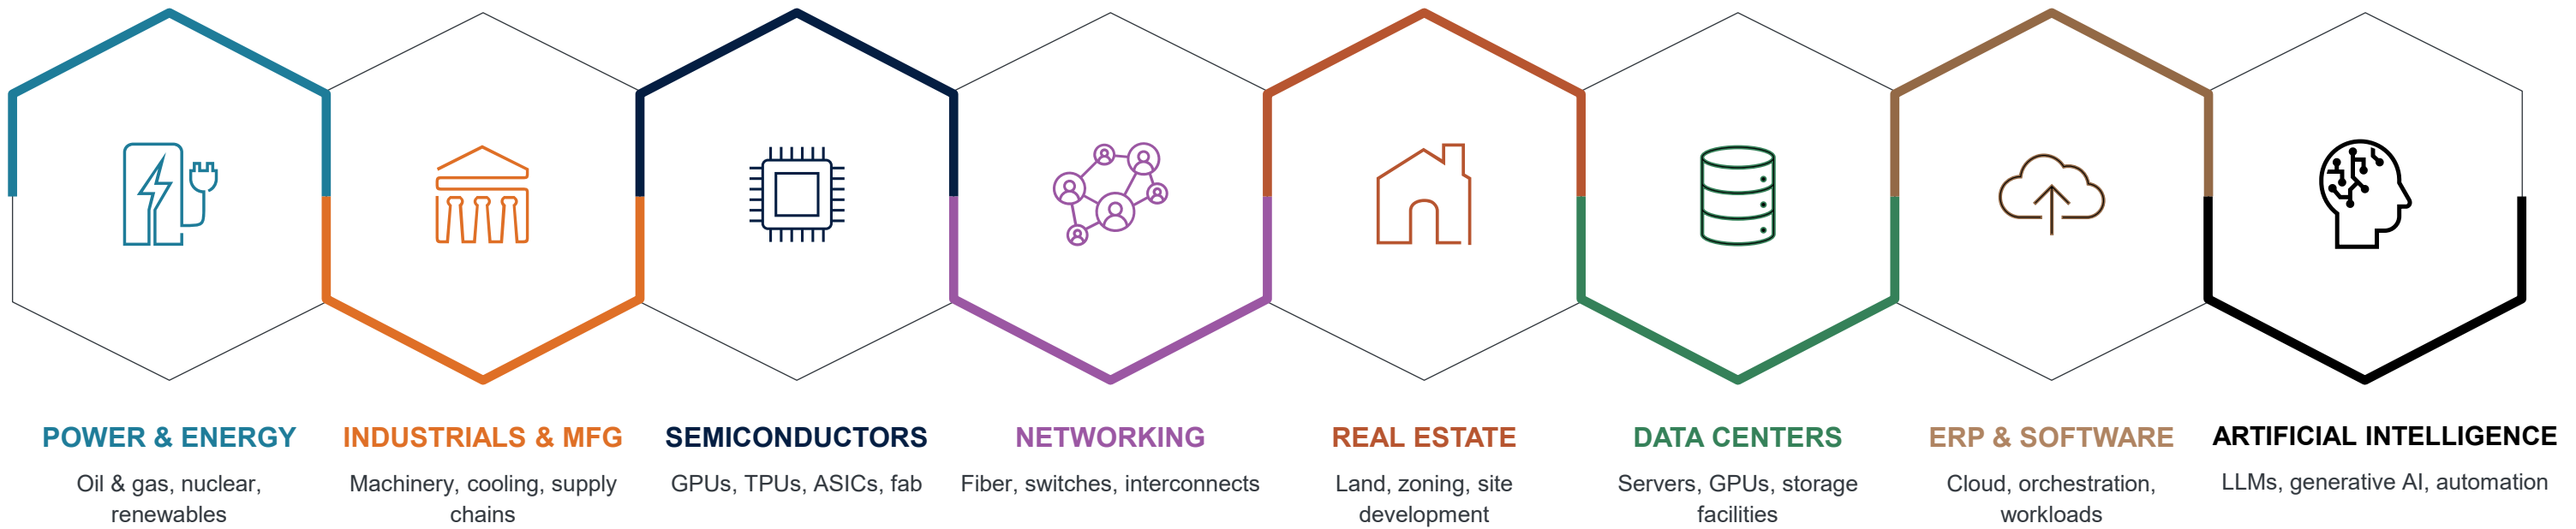 POWER & ENERGY
Oil & gas, nuclear,
renewables
INDUSTRIALS & MFG
Machinery, cooling, supply
chains
SEMICONDUCTORS
GPUs, TPUs, ASICs, fab
NETWORKING
Fiber, switches, interconnects
REAL ESTATE
Land, zoning, site
development
DATA CENTERS
Servers, GPUs, storage
facilities
ERP & SOFTWARE
Cloud, orchestration,
workloads
ARTIFICIAL INTELLIGENCE
LLMs, generative AI, automation